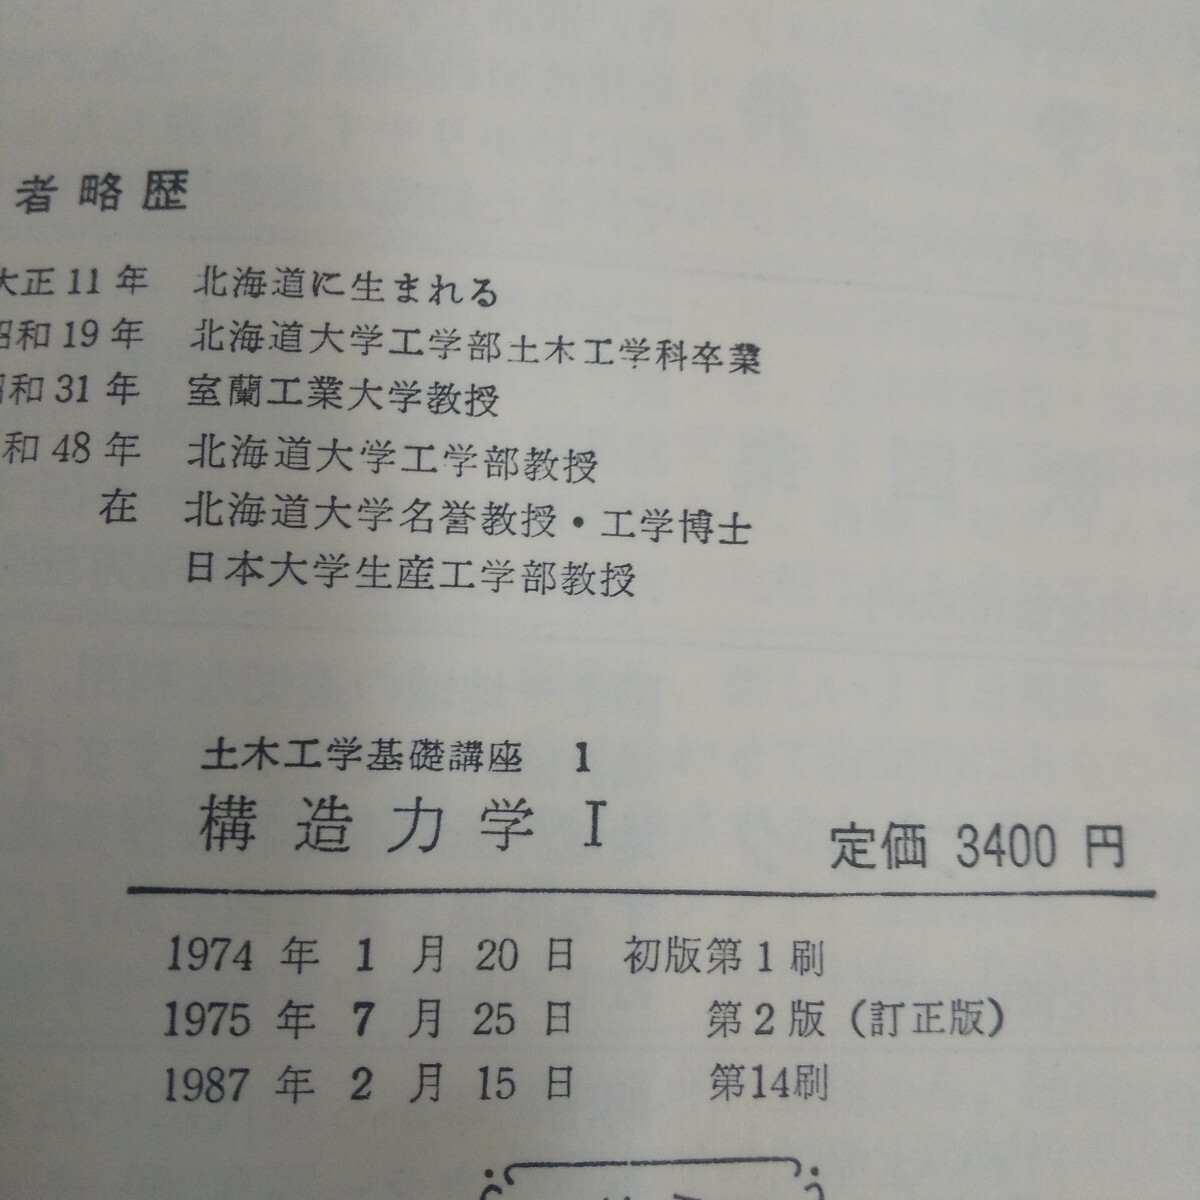 者略歴
大正11年 北海道に生まれる
昭和19年 北海道大学工学部土木工学科卒業
昭和31年 室蘭工業大学教授
和48年 北海道大学工学部教授
在 北海道大学名誉教授・工学博士
日本大学生産工学部教授
土木工学基礎講座 1
構造力学 I
定価 3400 円
1974 年 1 月 20 日 初版第1刷
1975 年 7 月 25 日 第2版（訂正版）
1987 年 2 月 15 日 第14刷